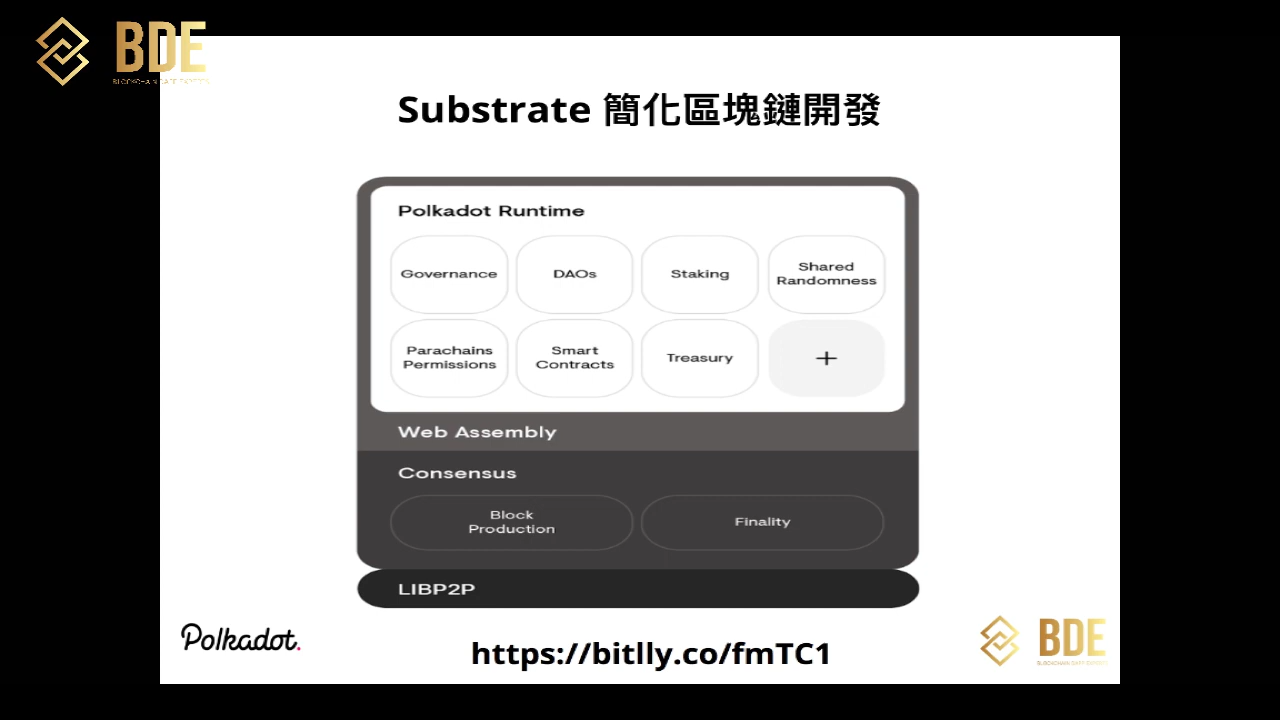 BDE
Substrate 簡化區塊鏈開發
Polkadot Runtime
Governance
DAOs
Staking
Shared
Randomness
Parachains
Permissions
Smart
Contracts
Treasury
+
Web Assembly
Consensus
Block
Production
Finality
LIBP2P
Polkadot.
https://bitlly.co/fmTC1
BDE